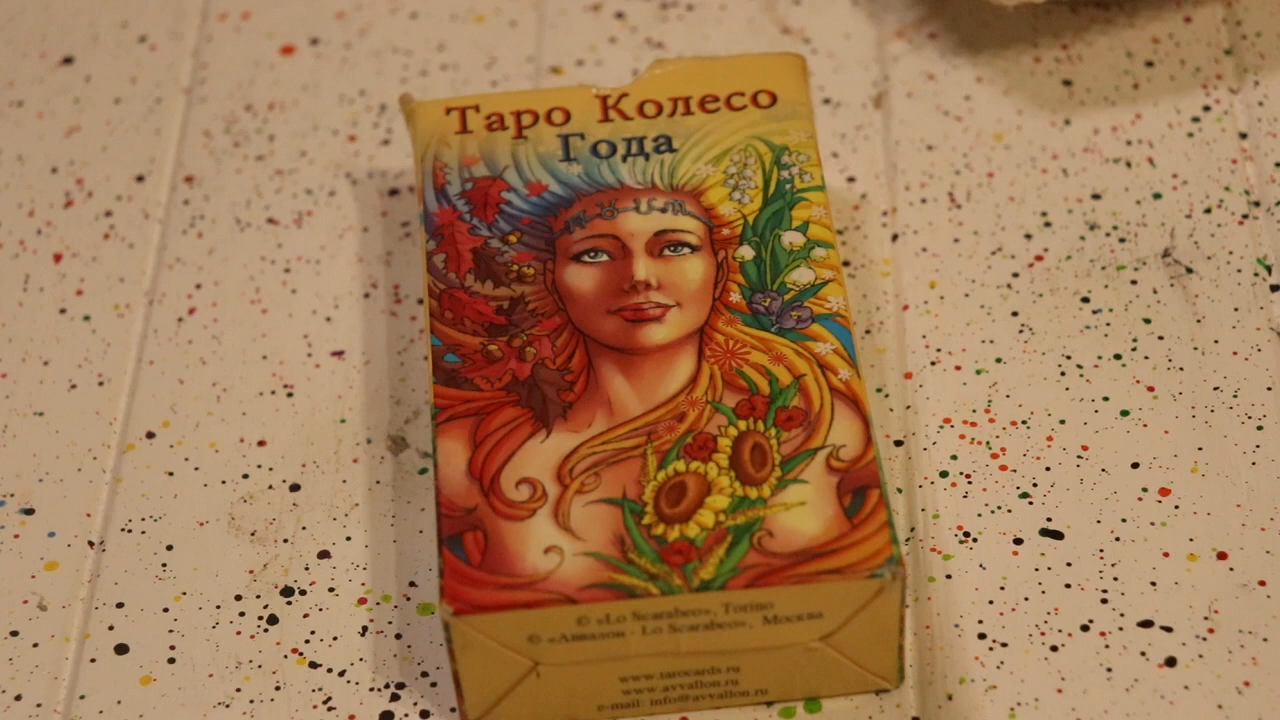 Таро Колесо
Года
© «Lo Scarabeo», Torino
© «Аввалон - Lo Scarabeo», Москва
www.tarocards.ru
www.avvallon.ru
e-mail: info@avvallon.ru